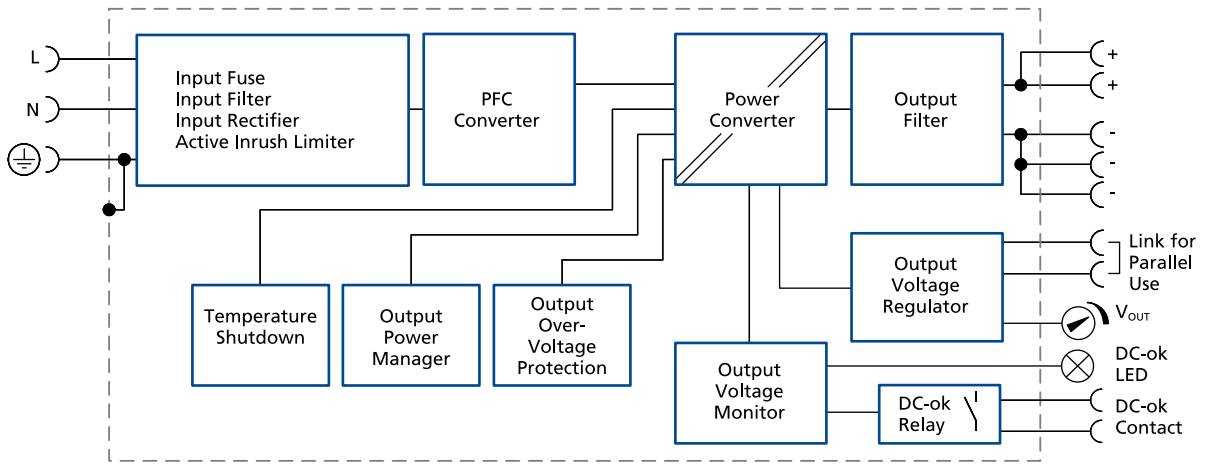 L
N
Input Fuse
Input Filter
Input Rectifier
Active Inrush Limiter
PFC
Converter
Power
Converter
Output
Filter
+
+
-
-
-
Temperature
Shutdown
Output
Power
Manager
Output
Over-
Voltage
Protection
Output
Voltage
Regulator
Link for
Parallel
Use
VOUT
Output
Voltage
Monitor
DC-ok
LED
DC-ok
Relay
DC-ok
Contact